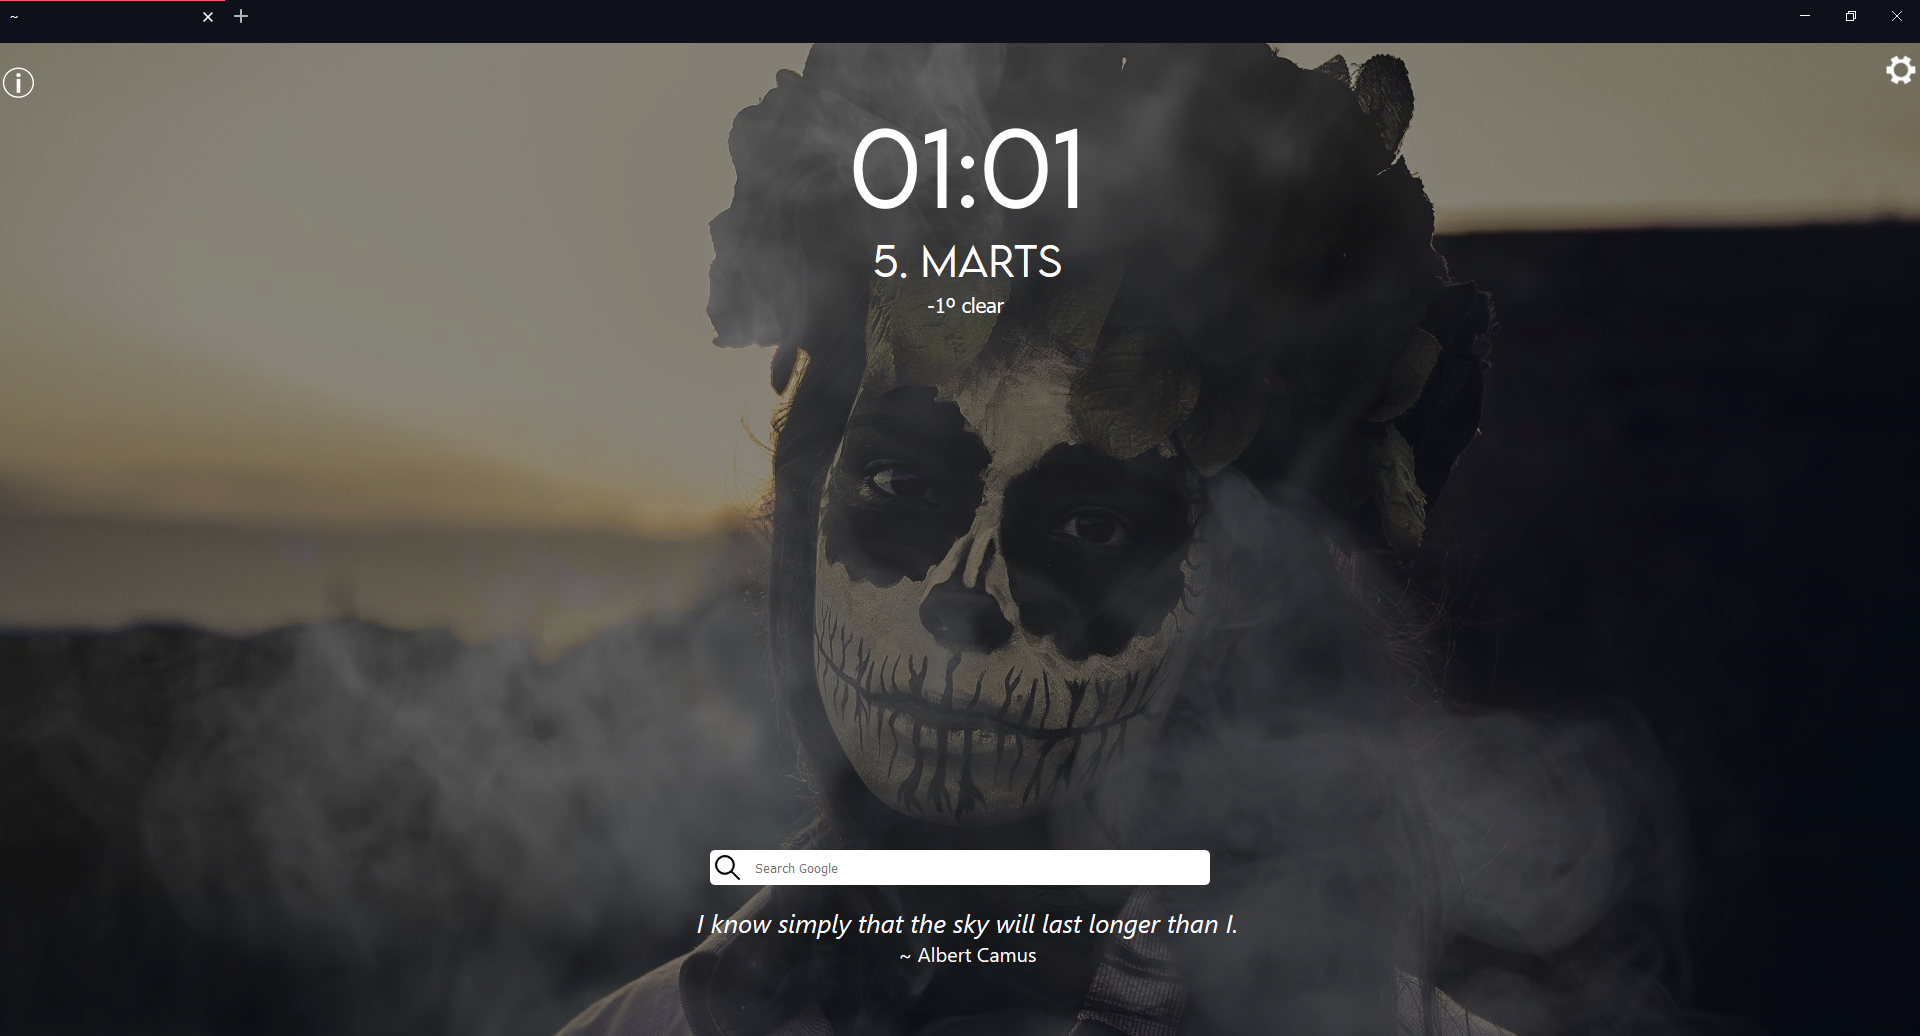 ~
01:01
5. MARTS
-1º clear
Search Google
I know simply that the sky will last longer than I.
~ Albert Camus